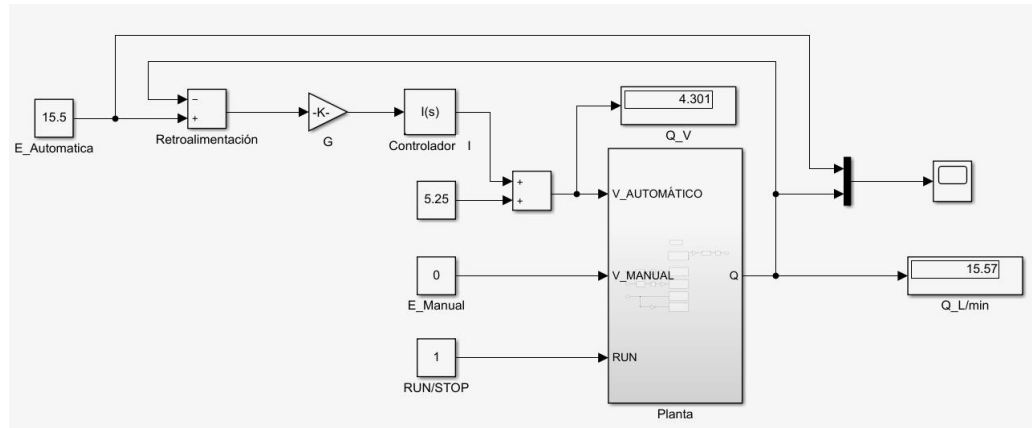 15.5
E_Automatica
−
+
Retroalimentación
-K-
G
I(s)
Controlador I
4.301
Q_V
+
+
5.25
V_AUTOMÁTICO
0
E_Manual
V_MANUAL
Q
15.57
Q_L/min
1
RUN/STOP
RUN
Planta